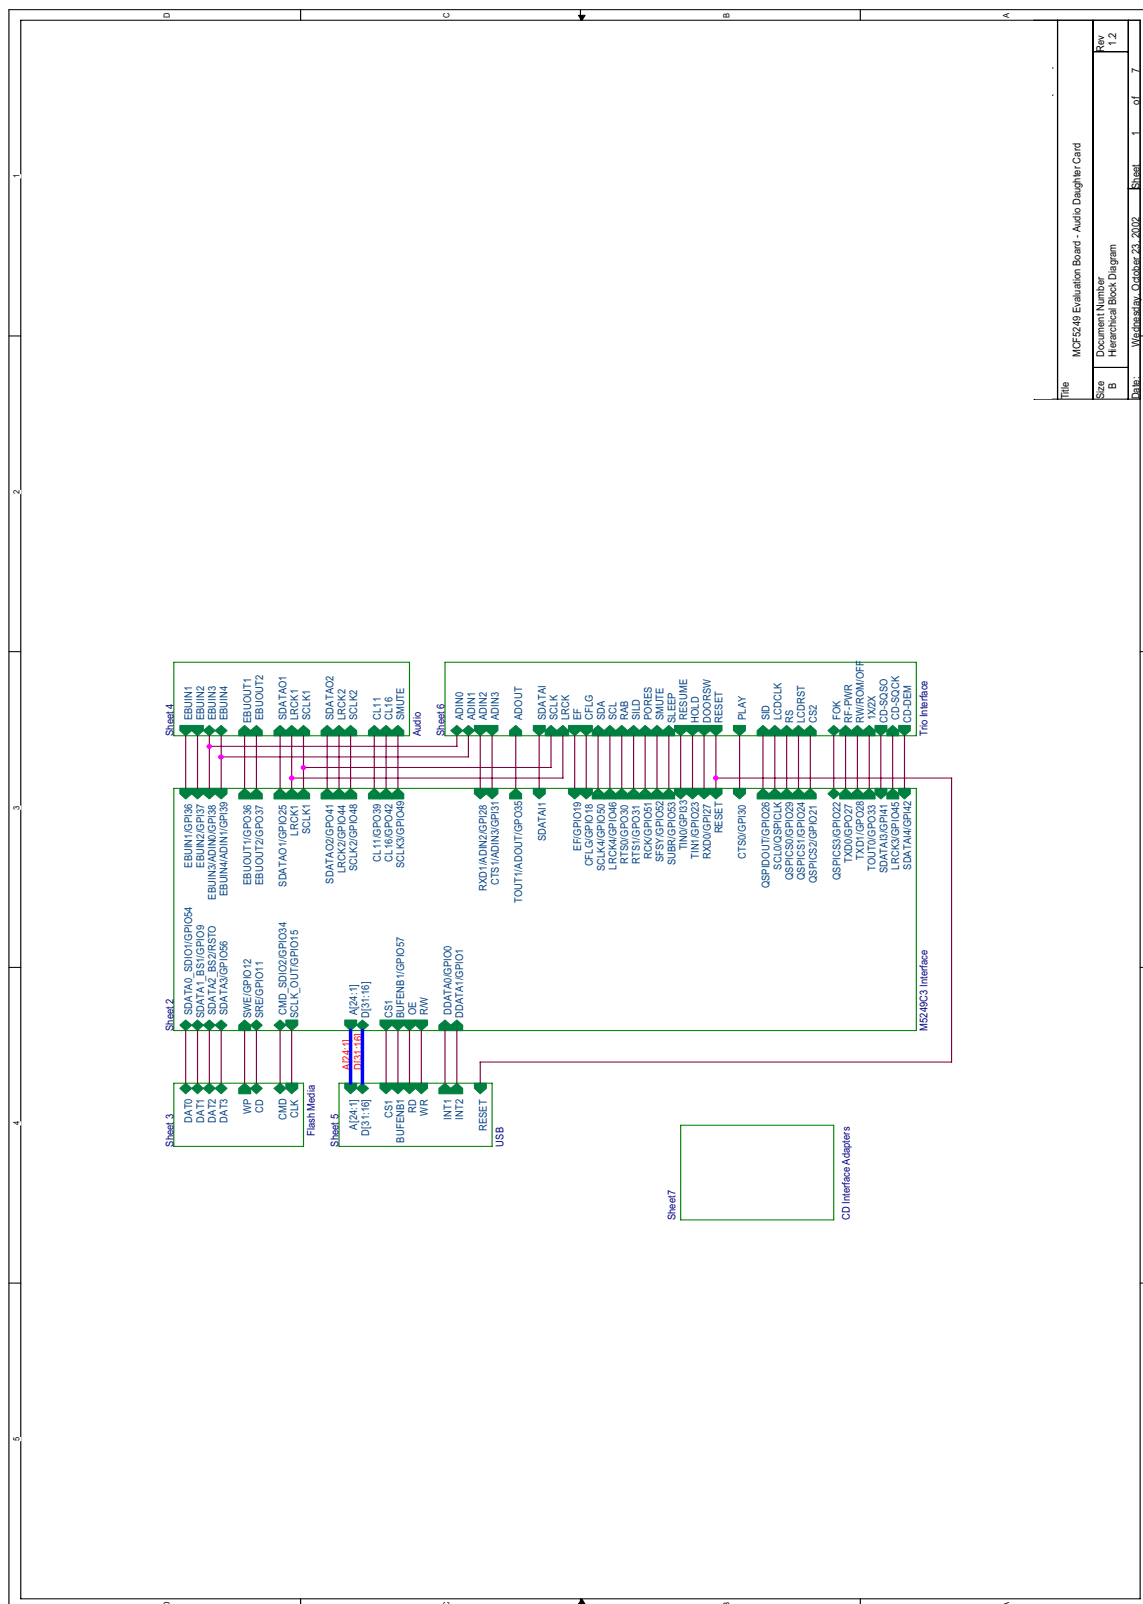 5
4
3
2
1
D
C
B
A
Sheet 3
DAT0
DAT1
DAT2
DAT3
WP
CD
CMD
CLK
Flash Media
Sheet 5
A[24:1]
D[31:16]
CS1
BUFENB1
RD
WR
INT1
INT2
RESET
USB
A[24:1]
D[31:16]
Sheet7
CD Interface Adapters
Sheet 2
SDATA0_SDIO1/GPIO54
SDATA1_BS1/GPIO9
SDATA2_BS2/RSTO
SDATA3/GPIO56
SWE/GPIO12
SRE/GPIO11
CMD_SDIO2/GPIO34
SCLK_OUT/GPIO15
A[24:1]
D[31:16]
CS1
BUFENB1/GPIO57
OE
R/W
DDATA0/GPIO0
DDATA1/GPIO1
EBUIN1/GPI36
EBUIN2/GPI37
EBUIN3/ADIN0/GPI38
EBUIN4/ADIN1/GPI39
EBUOUT1/GPO36
EBUOUT2/GPO37
SDATAO1/GPIO25
LRCK1
SCLK1
SDATAO2/GPO41
LRCK2/GPIO44
SCLK2/GPIO48
CL11/GPO39
CL16/GPO42
SCLK3/GPIO49
RXD1/ADIN2/GPI28
CTS1/ADIN3/GPI31
TOUT1/ADOUT/GPO35
SDATAI1
EF/GPIO19
CFLG/GPIO18
SCLK4/GPIO50
LRCK4/GPIO46
RTS0/GPO30
RTS1/GPO31
RCK/GPIO51
SFSY/GPIO52
SUBR/GPIO53
TIN0/GPI33
TIN1/GPIO23
RXD0/GPI27
RESET
CTS0/GPI30
QSPIDOUT/GPIO26
SCL0/QSPICLK
QSPICS0/GPIO29
QSPICS1/GPIO24
QSPICS2/GPIO21
QSPICS3/GPIO22
TXD0/GPO27
TXD1/GPO28
TOUT0/GPO33
SDATAI3/GPI41
LRCK3/GPIO45
SDATAI4/GPI42
M5249C3 Interface
Sheet 4
EBUIN1
EBUIN2
EBUIN3
EBUIN4
EBUOUT1
EBUOUT2
SDATAO1
LRCK1
SCLK1
SDATAO2
LRCK2
SCLK2
CL11
CL16
SMUTE
Audio
Sheet 6
ADIN0
ADIN1
ADIN2
ADIN3
ADOUT
SDATAI
SCLK
LRCK
EF
CFLG
SDA
SCL
RAB
SILD
PORES
SMUTE
SLEEP
RESUME
HOLD
DOORSW
RESET
PLAY
SID
LCDCLK
RS
LCDRST
CS2
FOK
RF-PWR
RW/ROM/OFF
1X2X
CD-SQSO
CD-SQCK
CD-DEM
Trio Interface
Title
MCF5249 Evaluation Board - Audio Daughter Card
Size
B
Document Number
Hierarchical Block Diagram
Rev
1.2
Date: Wednesday, October 23, 2002 Sheet 1 of 7